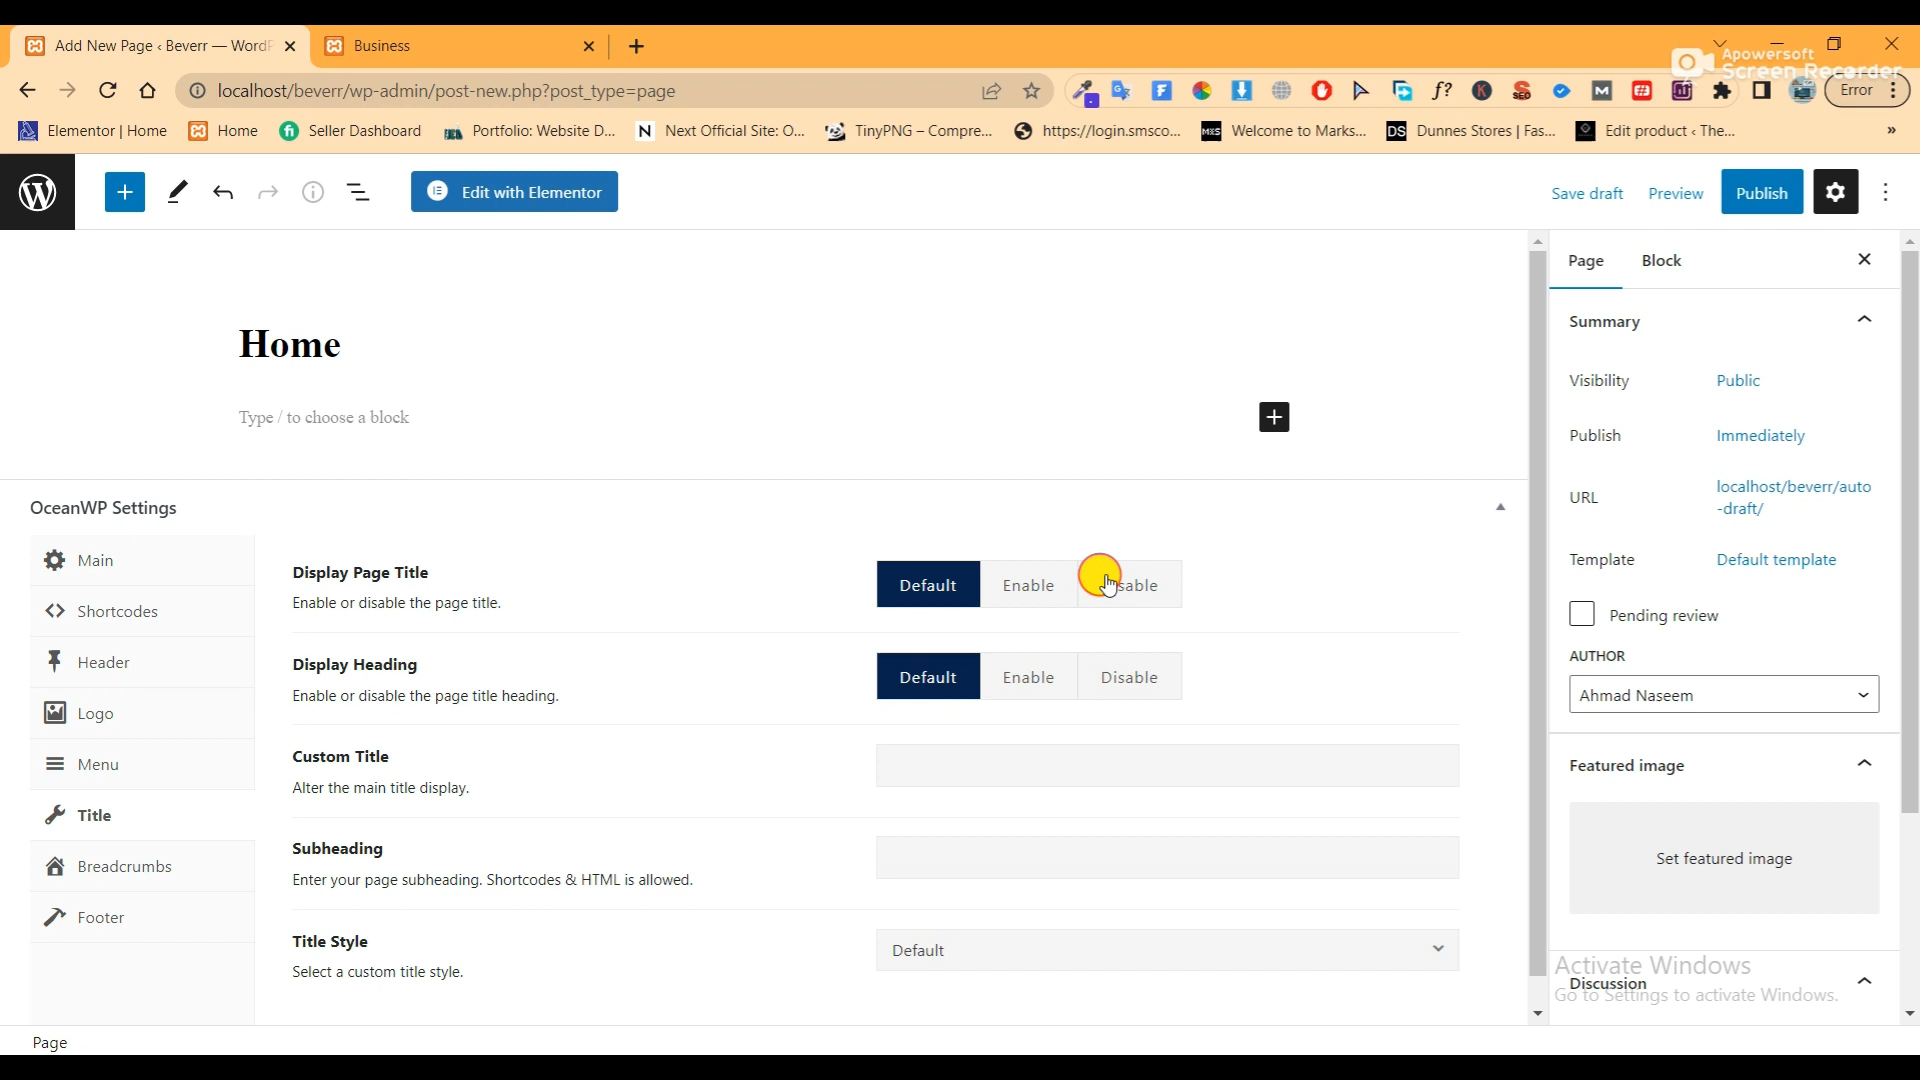 Add New Page ‹ Beverr — WordP
Business
Apowersoft
Screen Recorder
localhost/beverr/wp-admin/post-new.php?post_type=page
Error
Elementor | Home
Home
Seller Dashboard
Portfolio: Website D...
Next Official Site: O...
TinyPNG – Compre...
https://login.smsco...
Welcome to Marks...
Dunnes Stores | Fas...
Edit product ‹ The...
»
Edit with Elementor
Save draft
Preview
Publish
Page
Block
Summary
Home
Visibility
Public
Type / to choose a block
Publish
Immediately
URL
localhost/beverr/auto
-draft/
OceanWP Settings
Template
Default template
Main
Shortcodes
Header
Logo
Menu
Title
Breadcrumbs
Footer
Display Page Title
Enable or disable the page title.
Default
Enable
sable
Display Heading
Enable or disable the page title heading.
Default
Enable
Disable
Custom Title
Alter the main title display.
Subheading
Enter your page subheading. Shortcodes & HTML is allowed.
Title Style
Select a custom title style.
Default
Pending review
AUTHOR
Ahmad Naseem
Featured image
Set featured image
Activate Windows
Discussion
Go to Settings to activate Windows.
Page